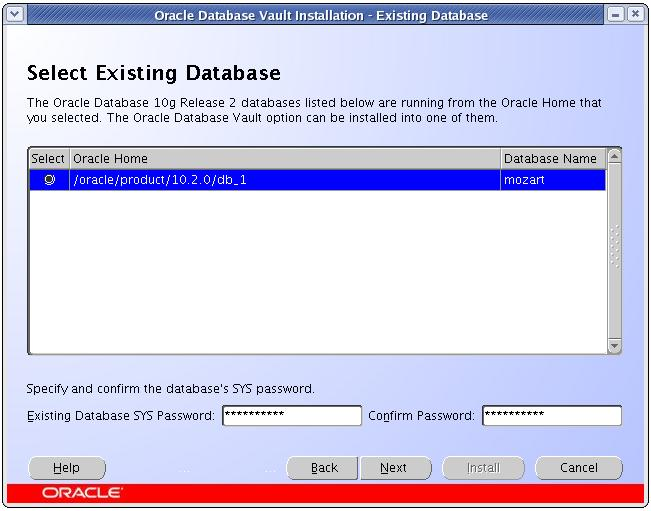 Oracle Database Vault Installation - Existing Database
Select Existing Database
The Oracle Database 10g Release 2 databases listed below are running from the Oracle Home that
you selected. The Oracle Database Vault option can be installed into one of them.
Select Oracle Home Database Name
/oracle/product/10.2.0/db_1 mozart
Specify and confirm the database's SYS password.
Existing Database SYS Password: ********** Confirm Password: **********
Help ... ... Back Next Install Cancel
ORACLE